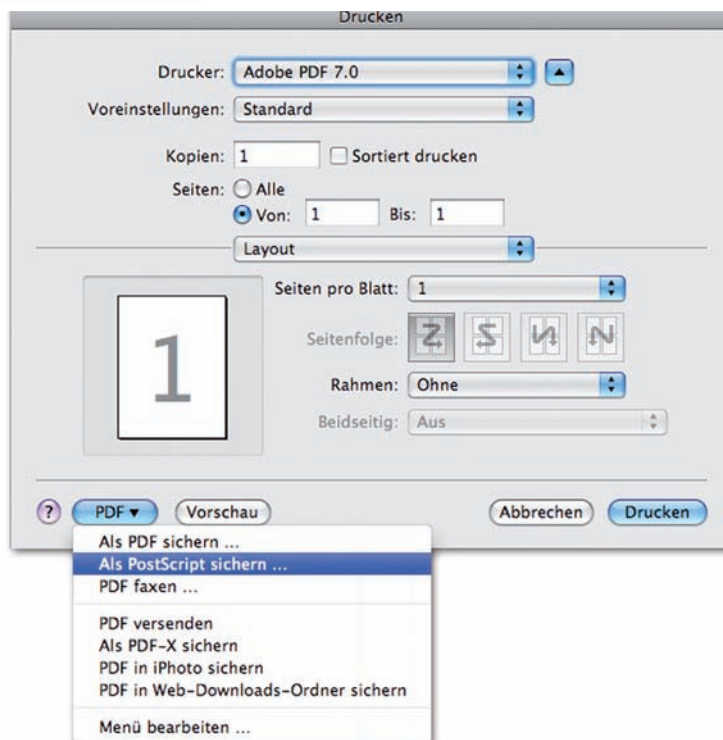 Drucken
Drucker: Adobe PDF 7.0
Voreinstellungen: Standard
Kopien: 1 Sortiert drucken
Seiten: Alle
Von: 1 Bis: 1
Layout
Seiten pro Blatt: 1
1
Seitenfolge:
Rahmen: Ohne
Beidseitig: Aus
? PDF ▼ Vorschau Abbrechen Drucken
Als PDF sichern ...
Als PostScript sichern ...
PDF faxen ...
PDF versenden
Als PDF-X sichern
PDF in iPhoto sichern
PDF in Web-Downloads-Ordner sichern
Menü bearbeiten ...